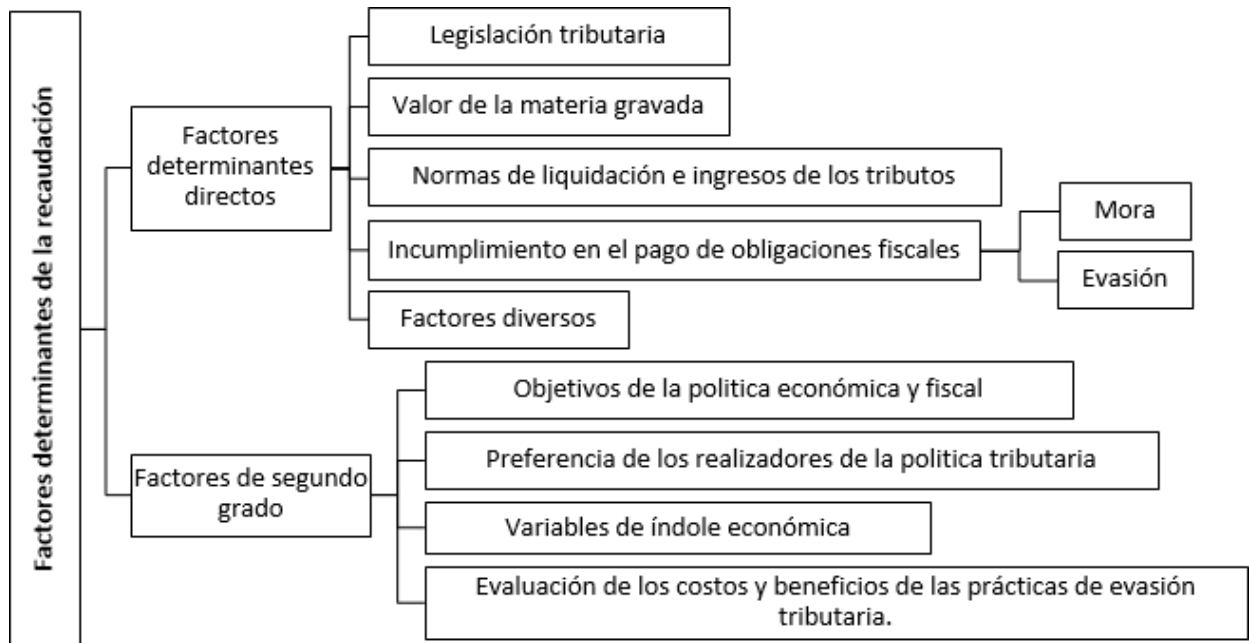 Factores determinantes de la recaudación
Factores
determinantes
directos
Legislación tributaria
Valor de la materia gravada
Normas de liquidación e ingresos de los tributos
Incumplimiento en el pago de obligaciones fiscales
Mora
Evasión
Factores diversos
Factores de segundo
grado
Objetivos de la politica económica y fiscal
Preferencia de los realizadores de la politica tributaria
Variables de índole económica
Evaluación de los costos y beneficios de las prácticas de evasión
tributaria.